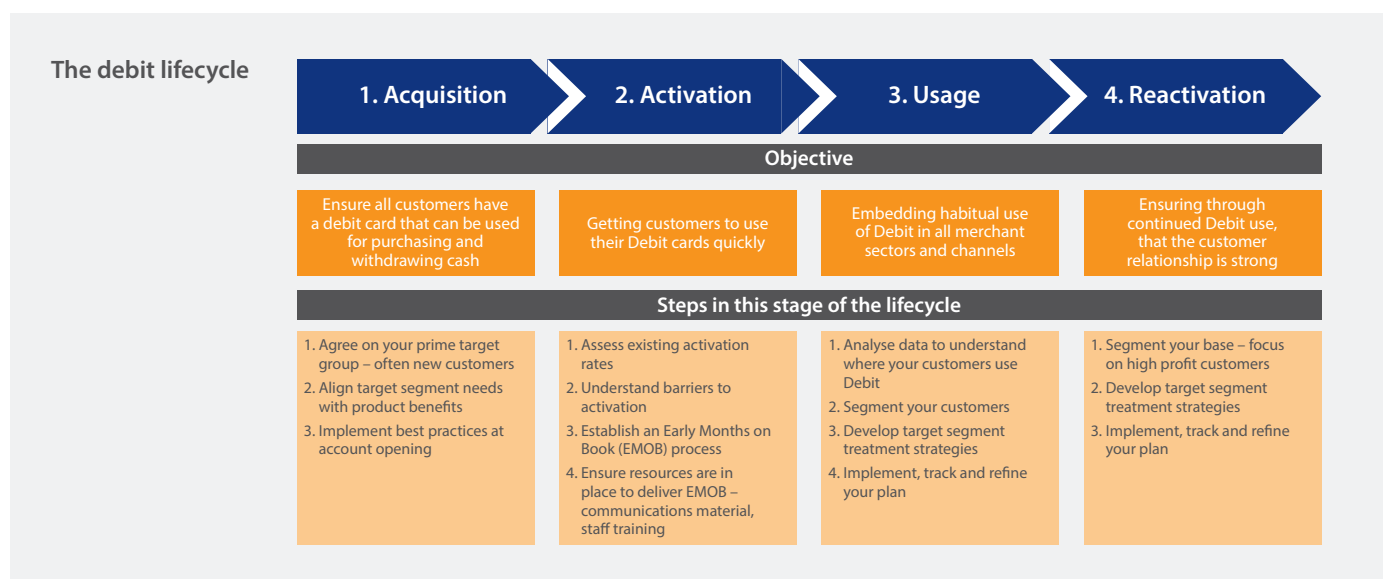 The debit lifecycle
1. Acquisition
2. Activation
3. Usage
4. Reactivation
Objective
Ensure all customers have
a debit card that can be used
for purchasing and
withdrawing cash
Getting customers to use
their Debit cards quickly
Embedding habitual use
of Debit in all merchant
sectors and channels
Ensuring through
continued Debit use,
that the customer
relationship is strong
Steps in this stage of the lifecycle
1. Agree on your prime target
group – often new customers
2. Align target segment needs
with product benefits
3. Implement best practices at
account opening
1. Assess existing activation
rates
2. Understand barriers to
activation
3. Establish an Early Months on
Book (EMOB) process
4. Ensure resources are in
place to deliver EMOB –
communications material,
staff training
1. Analyse data to understand
where your customers use
Debit
2. Segment your customers
3. Develop target segment
treatment strategies
4. Implement, track and refine
your plan
1. Segment your base – focus
on high profit customers
2. Develop target segment
treatment strategies
3. Implement, track and refine
your plan